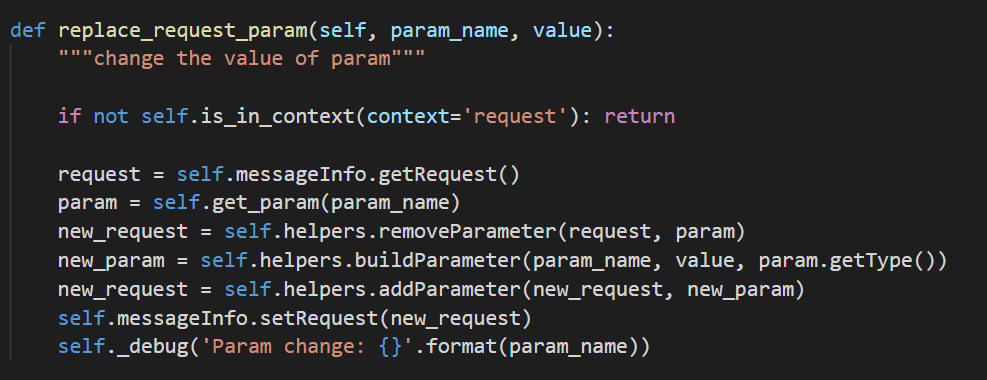 def replace_request_param(self, param_name, value):
    """change the value of param"""
    if not self.is_in_context(context='request'): return
    request = self.messageInfo.getRequest()
    param = self.get_param(param_name)
    new_request = self.helpers.removeParameter(request, param)
    new_param = self.helpers.buildParameter(param_name, value, param.getType())
    new_request = self.helpers.addParameter(new_request, new_param)
    self.messageInfo.setRequest(new_request)
    self._debug('Param change: {}'.format(param_name))